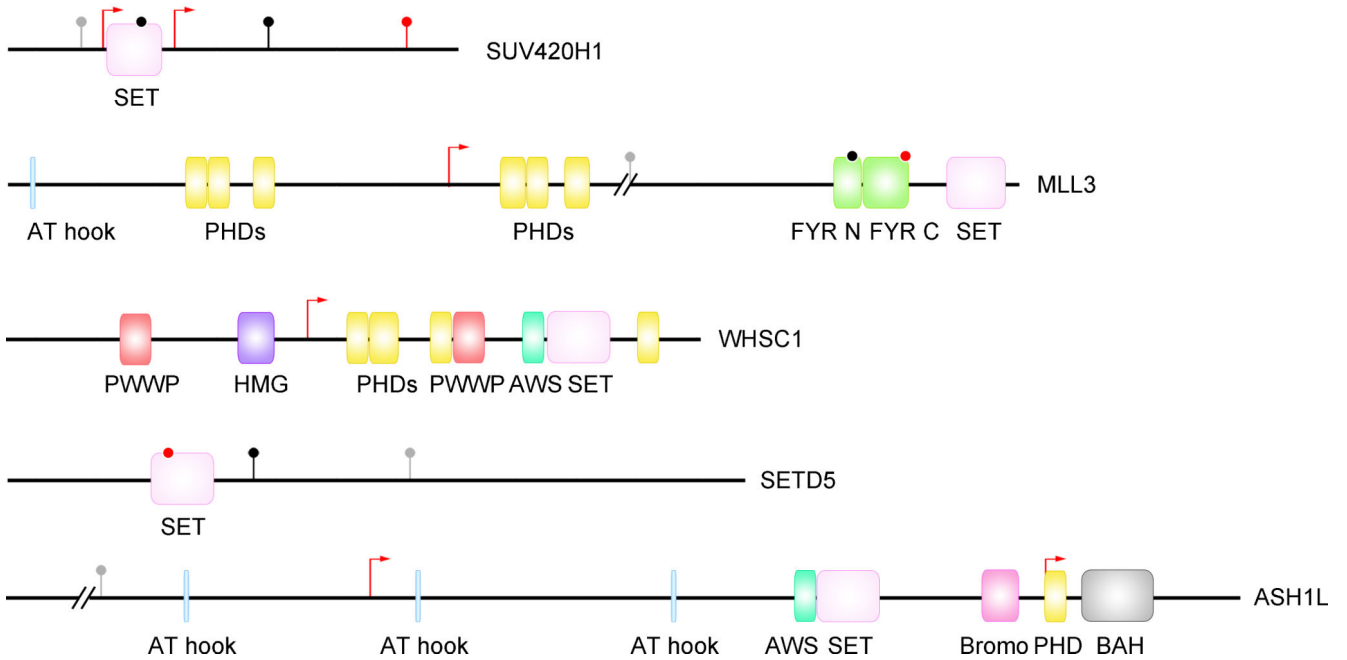 SUV420H1
SET
MLL3
AT hook PHDs PHDs FYR N FYR C SET
WHSC1
PWWP HMG PHDs PWWP AWS SET
SETD5
SET
ASH1L
AT hook AT hook AT hook AWS SET Bromo PHD BAH